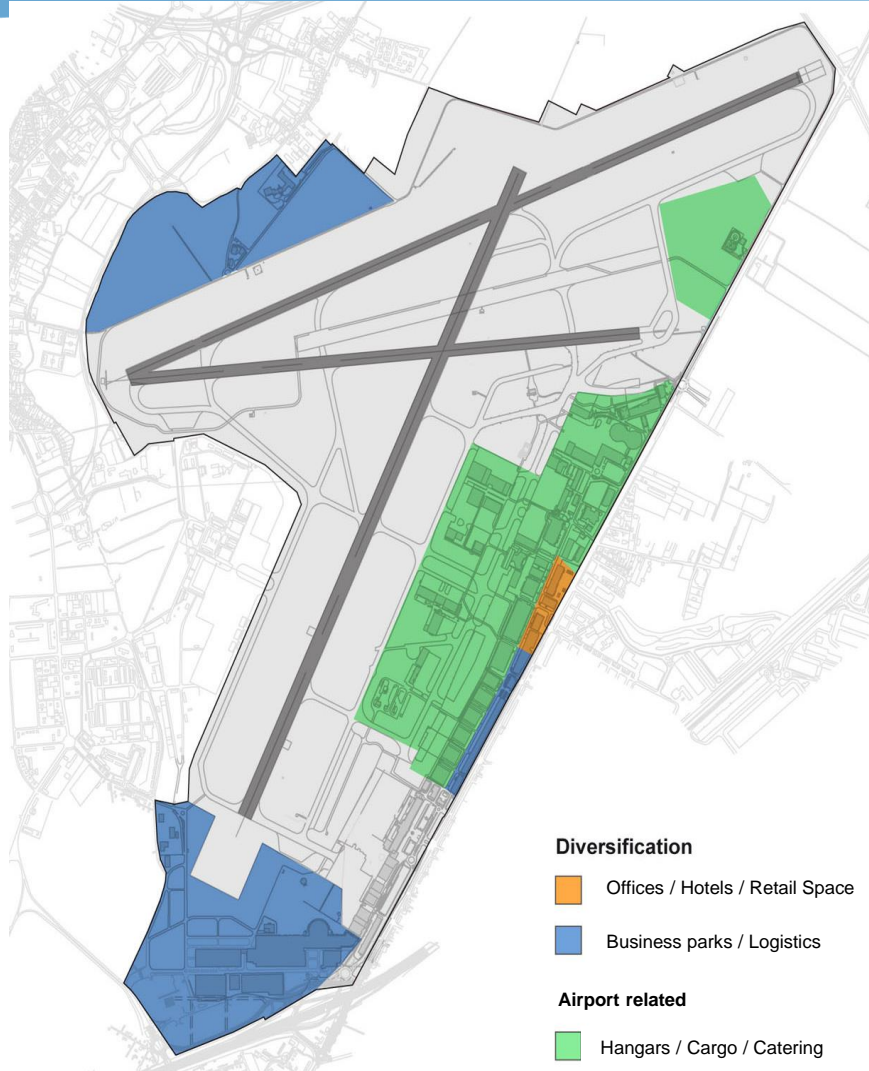 Diversification
Offices / Hotels / Retail Space
Business parks / Logistics
Airport related
Hangars / Cargo / Catering